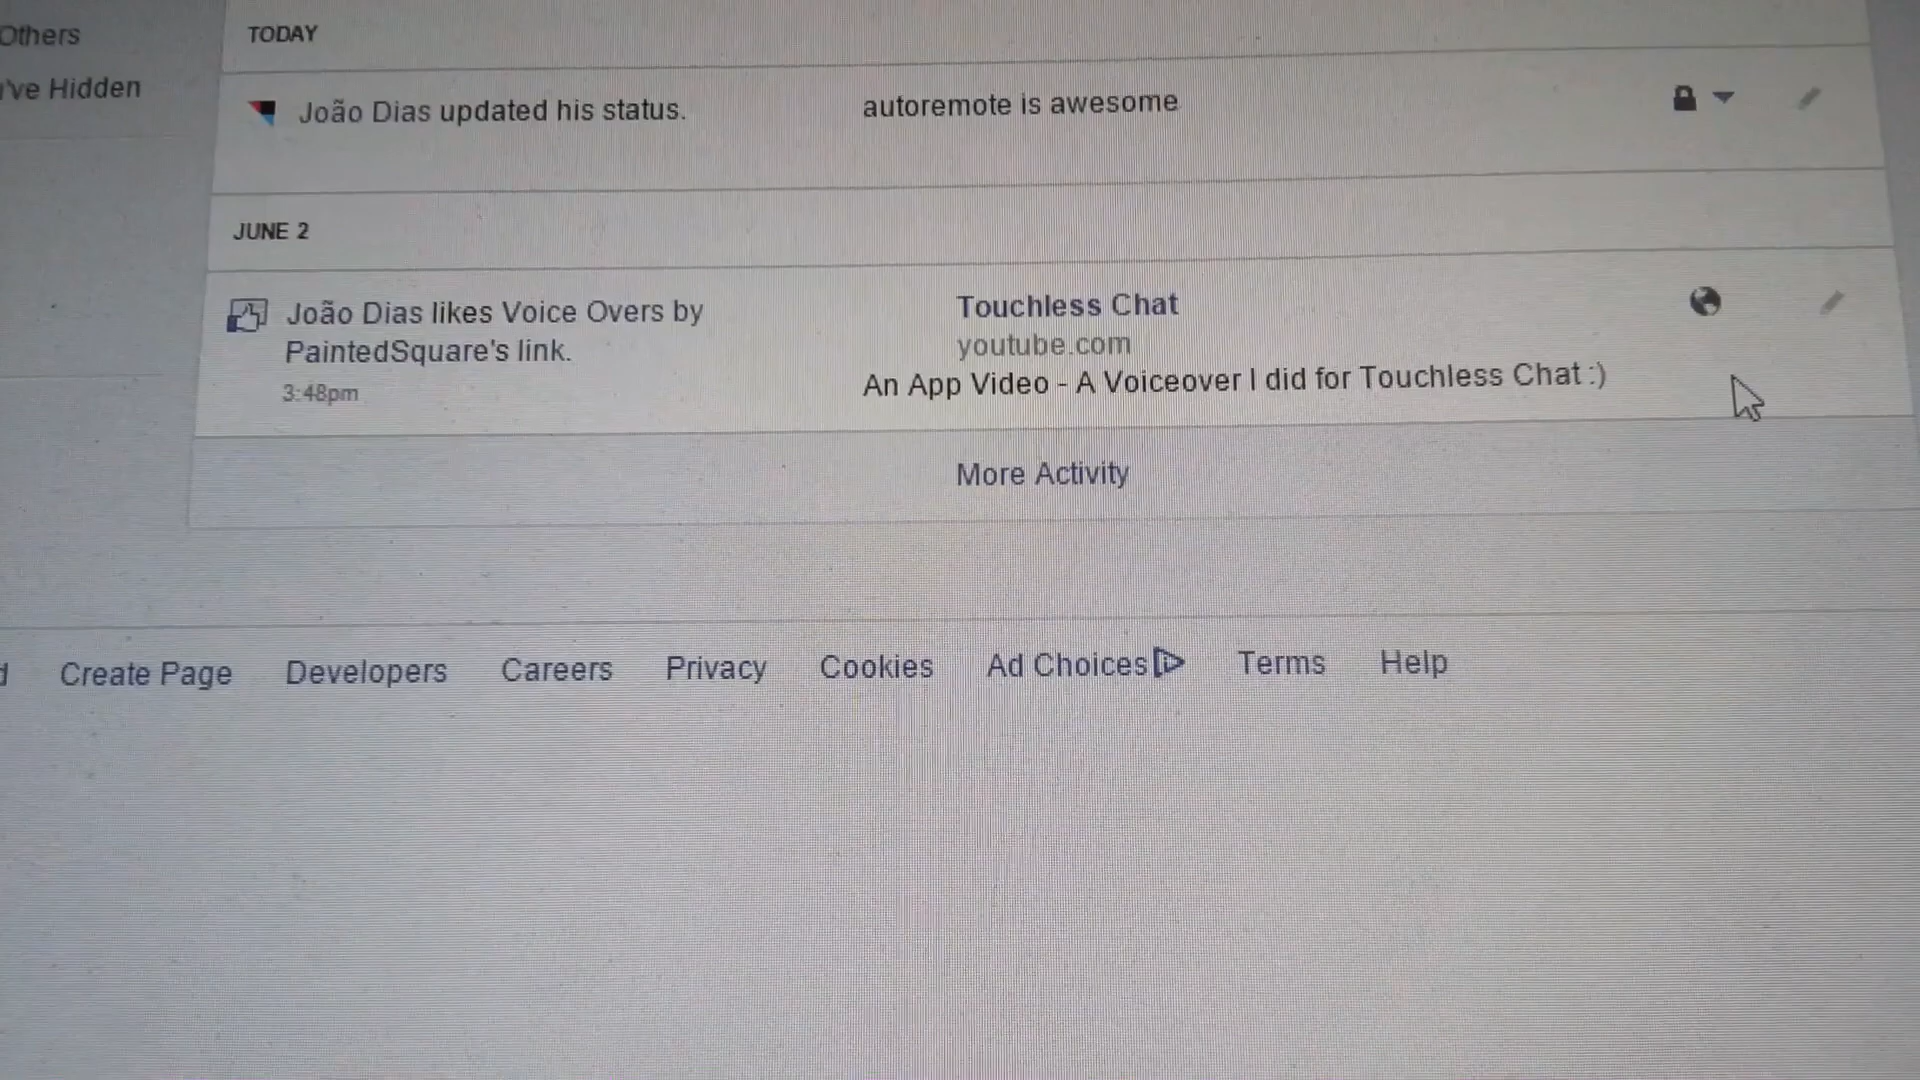 Others
've Hidden
TODAY
João Dias updated his status.
autoremote is awesome
JUNE 2
João Dias likes Voice Overs by
PaintedSquare's link.
3:48pm
Touchless Chat
youtube.com
An App Video - A Voiceover I did for Touchless Chat :)
More Activity
Create Page Developers Careers Privacy Cookies Ad Choices Terms Help